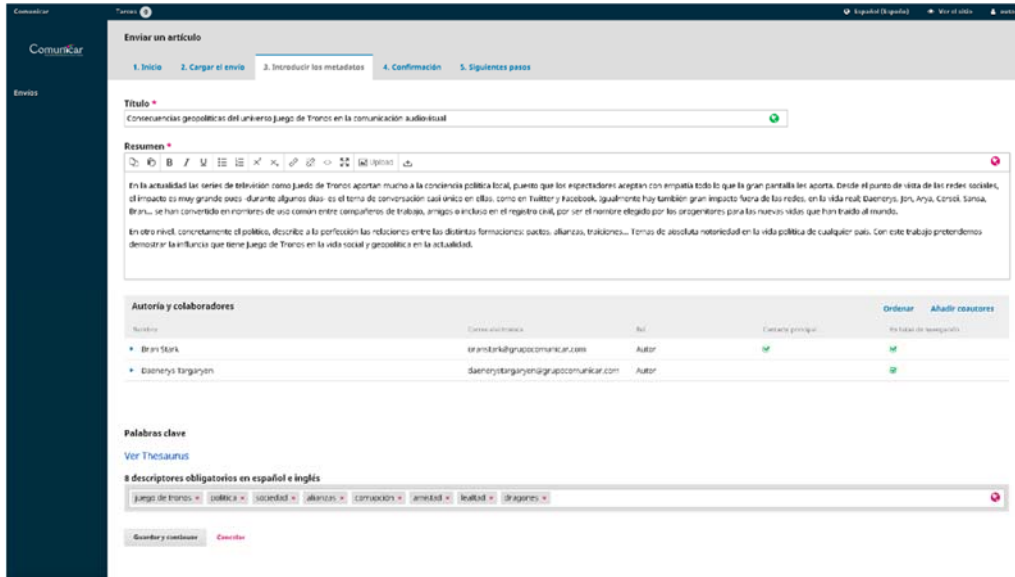 Comunicar Tareas 0 Español (España) Ver el sitio
Comunicar
Envíos
Enviar un artículo
1. Inicio 2. Cargar el envío 3. Introducir los metadatos 4. Confirmación 5. Siguientes pasos
Título *
Consecuencias geopolíticas del universo Juego de Tronos en la comunicación audiovisual
Resumen *
B I U Upload
En la actualidad las series de televisión como Juedo de Tronos aportan mucho a la conciencia política local, puesto que los espectadores aceptan con empatía todo lo que la gran pantalla les aporta. Desde el punto de vista de las redes sociales,
el impacto es muy grande pues -durante algunos días- es el tema de conversación casi único en ellas, como en Twitter y Facebook. Igualmente hay también gran impacto fuera de las redes, en la vida real; Daenerys, Jon, Arya, Cersei, Sansa,
Bran... se han convertido en nombres de uso común entre compañeros de trabajo, amigos o incluso en el registro civil, por ser el nombre elegido por los progenitores para las nuevas vidas que han traído al mundo.
En otro nivel, concretamente el político, describe a la perfección las relaciones entre las distintas formaciones: pactos, alianzas, traiciones... Temas de absoluta notoriedad en la vida política de cualquier país. Con este trabajo pretendemos
demostrar la influncia que tiene Juego de Tronos en la vida social y geopolítica en la actualidad.
Autoría y colaboradores Ordenar Añadir coautores
Nombre Correo electrónico Rol Contacto principal En listas de navegación
Bran Stark branstark@grupocomunicar.com Autor
Daenerys Targaryen daenerystargaryen@grupocomunicar.com Autor
Palabras clave
Ver Thesaurus
8 descriptores obligatorios en español e inglés
juego de tronos × política × sociedad × alianzas × corrupción × amistad × lealtad × dragones ×
Guardar y continuar Cancelar